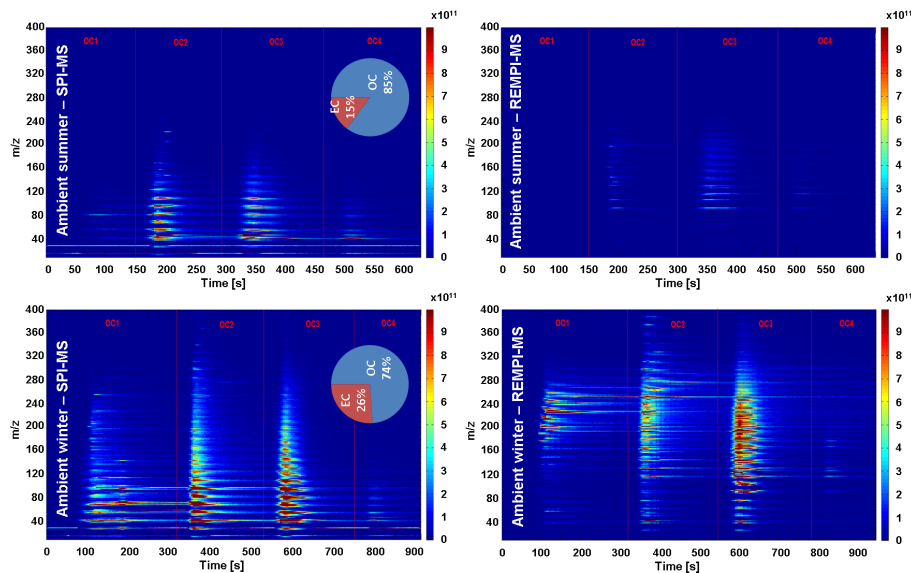 x10¹¹
400
360
320
280
240
200
160
120
80
40
m/z
Ambient summer – SPI-MS
OC1
OC2
OC3
OC4
OC
85%
EC
15%
9
8
7
6
5
4
3
2
1
0
0 50 100 150 200 250 300 350 400 450 500 550 600
Time [s]
x10¹¹
400
360
320
280
240
200
160
120
80
40
m/z
Ambient summer – REMPI-MS
OC1
OC2
OC3
OC4
9
8
7
6
5
4
3
2
1
0
0 50 100 150 200 250 300 350 400 450 500 550 600
Time [s]
x10¹¹
400
360
320
280
240
200
160
120
80
40
m/z
Ambient winter – SPI-MS
OC1
OC2
OC3
OC4
OC
74%
EC
26%
9
8
7
6
5
4
3
2
1
0
0 100 200 300 400 500 600 700 800 900
Time [s]
x10¹¹
400
360
320
280
240
200
160
120
80
40
m/z
Ambient winter – REMPI-MS
OC1
OC2
OC3
OC4
9
8
7
6
5
4
3
2
1
0
0 100 200 300 400 500 600 700 800 900
Time [s]